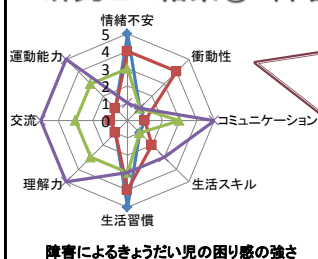 情緒不安
5
4
3
2
1
0
衝動性
コミュニケーション
生活スキル
生活習慣
理解力
交流
運動能力
障害によるきょうだい児の困り感の強さ